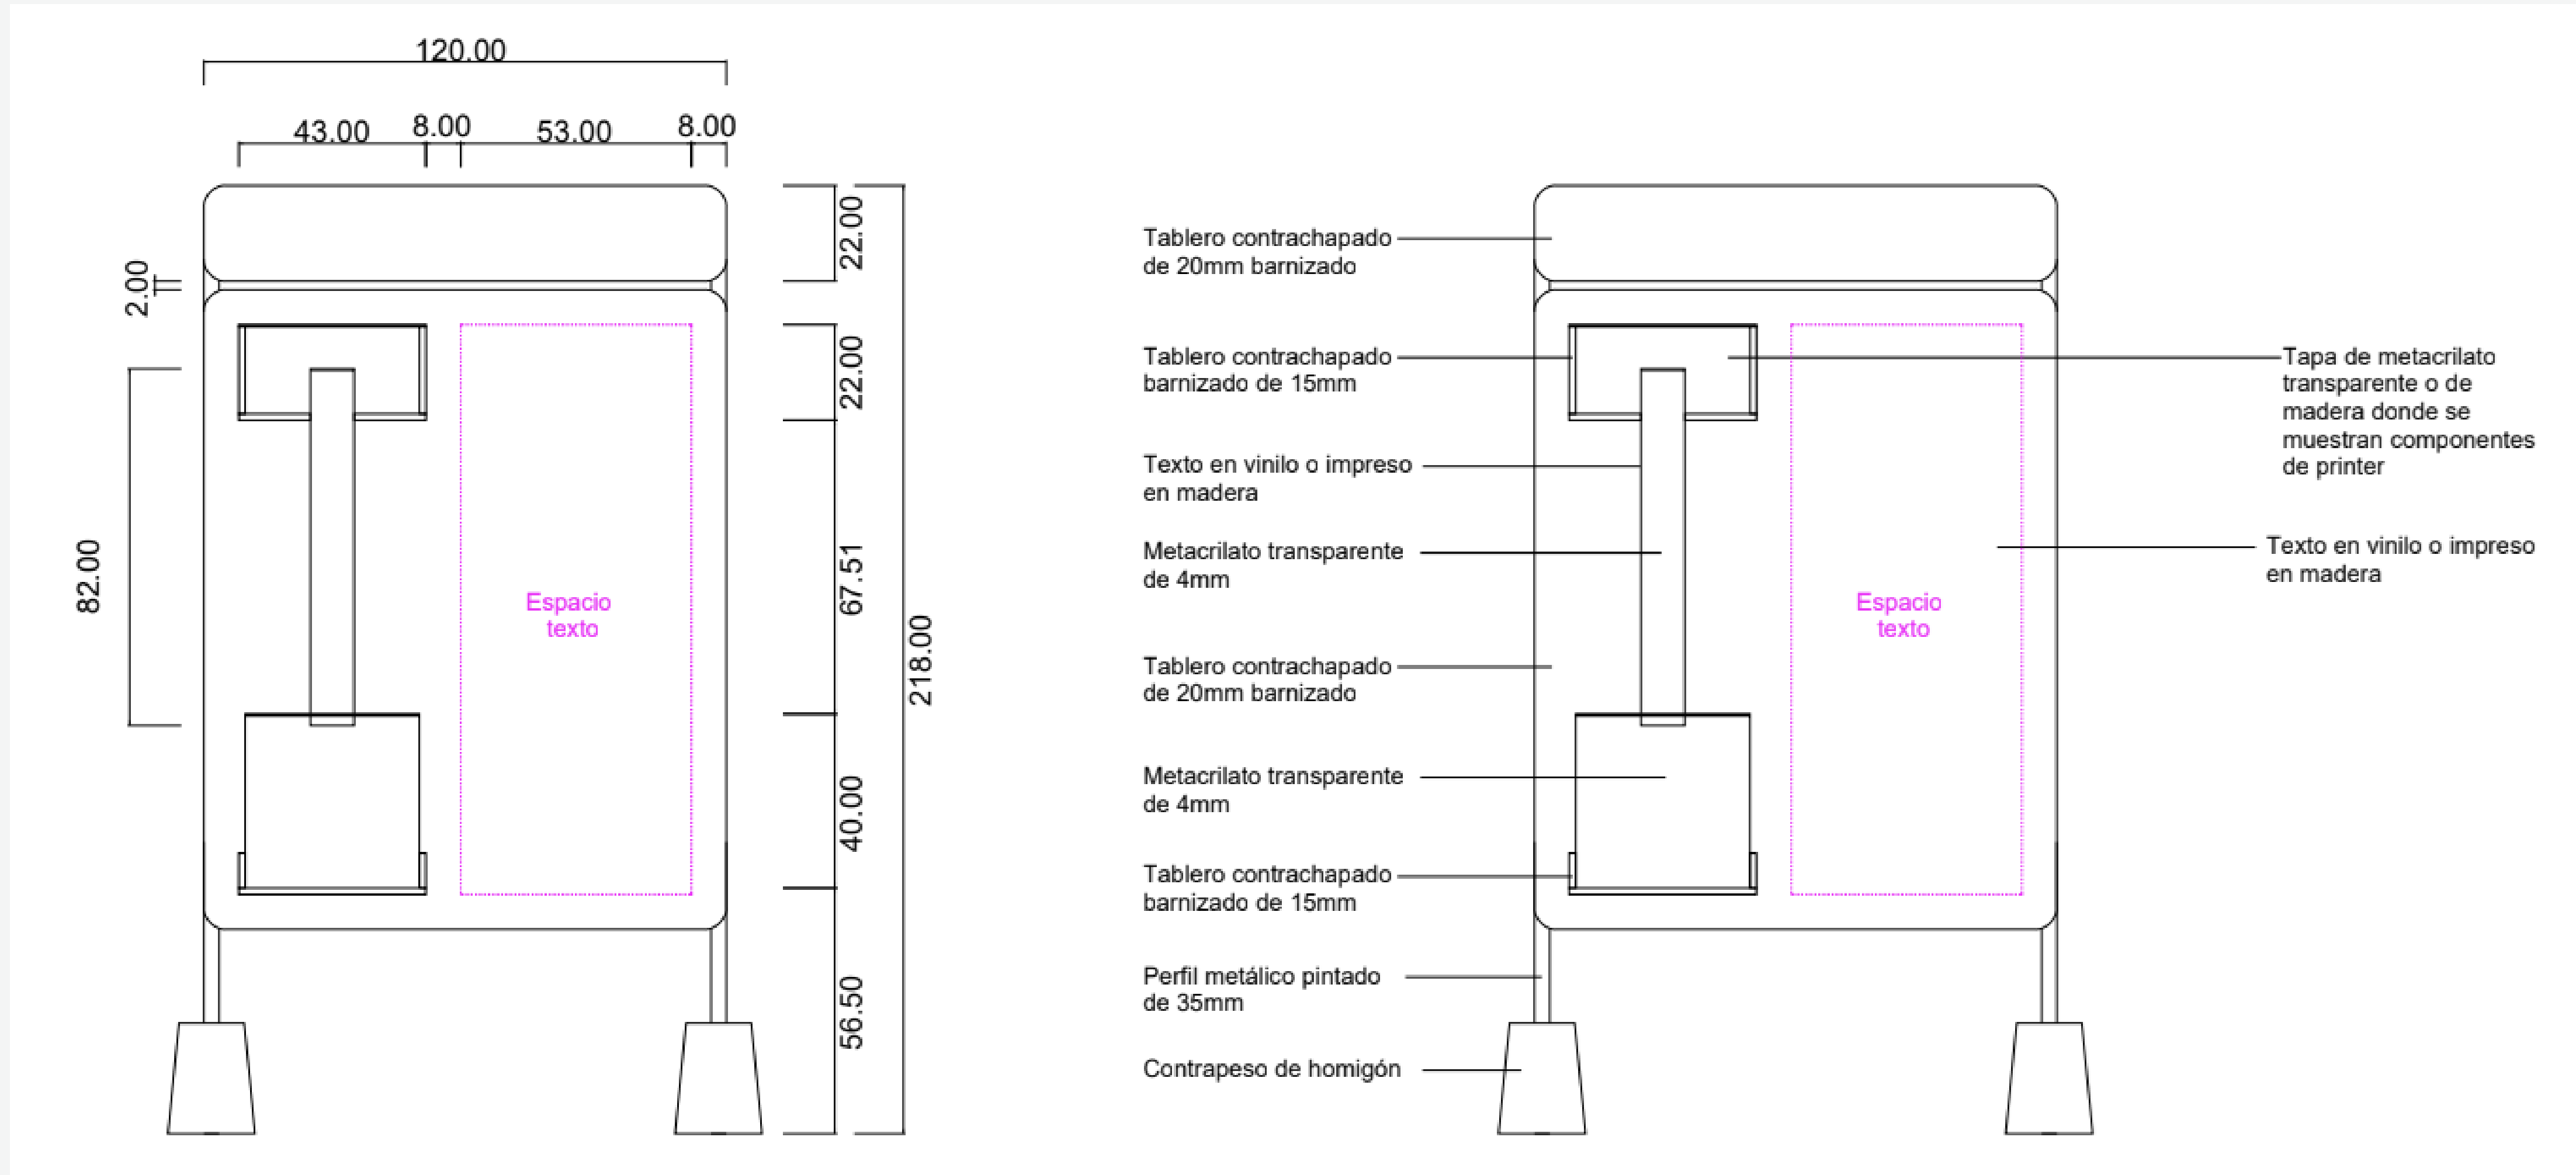 120.00
43.00
8.00
53.00
8.00
22.00
2.00
22.00
82.00
67.51
218.00
40.00
56.50
Espacio
texto
Tablero contrachapado
de 20mm barnizado
Tablero contrachapado
barnizado de 15mm
Texto en vinilo o impreso
en madera
Metacrilato transparente
de 4mm
Tablero contrachapado
de 20mm barnizado
Metacrilato transparente
de 4mm
Tablero contrachapado
barnizado de 15mm
Perfil metálico pintado
de 35mm
Contrapeso de homigón
Espacio
texto
Tapa de metacrilato
transparente o de
madera donde se
muestran componentes
de printer
Texto en vinilo o impreso
en madera